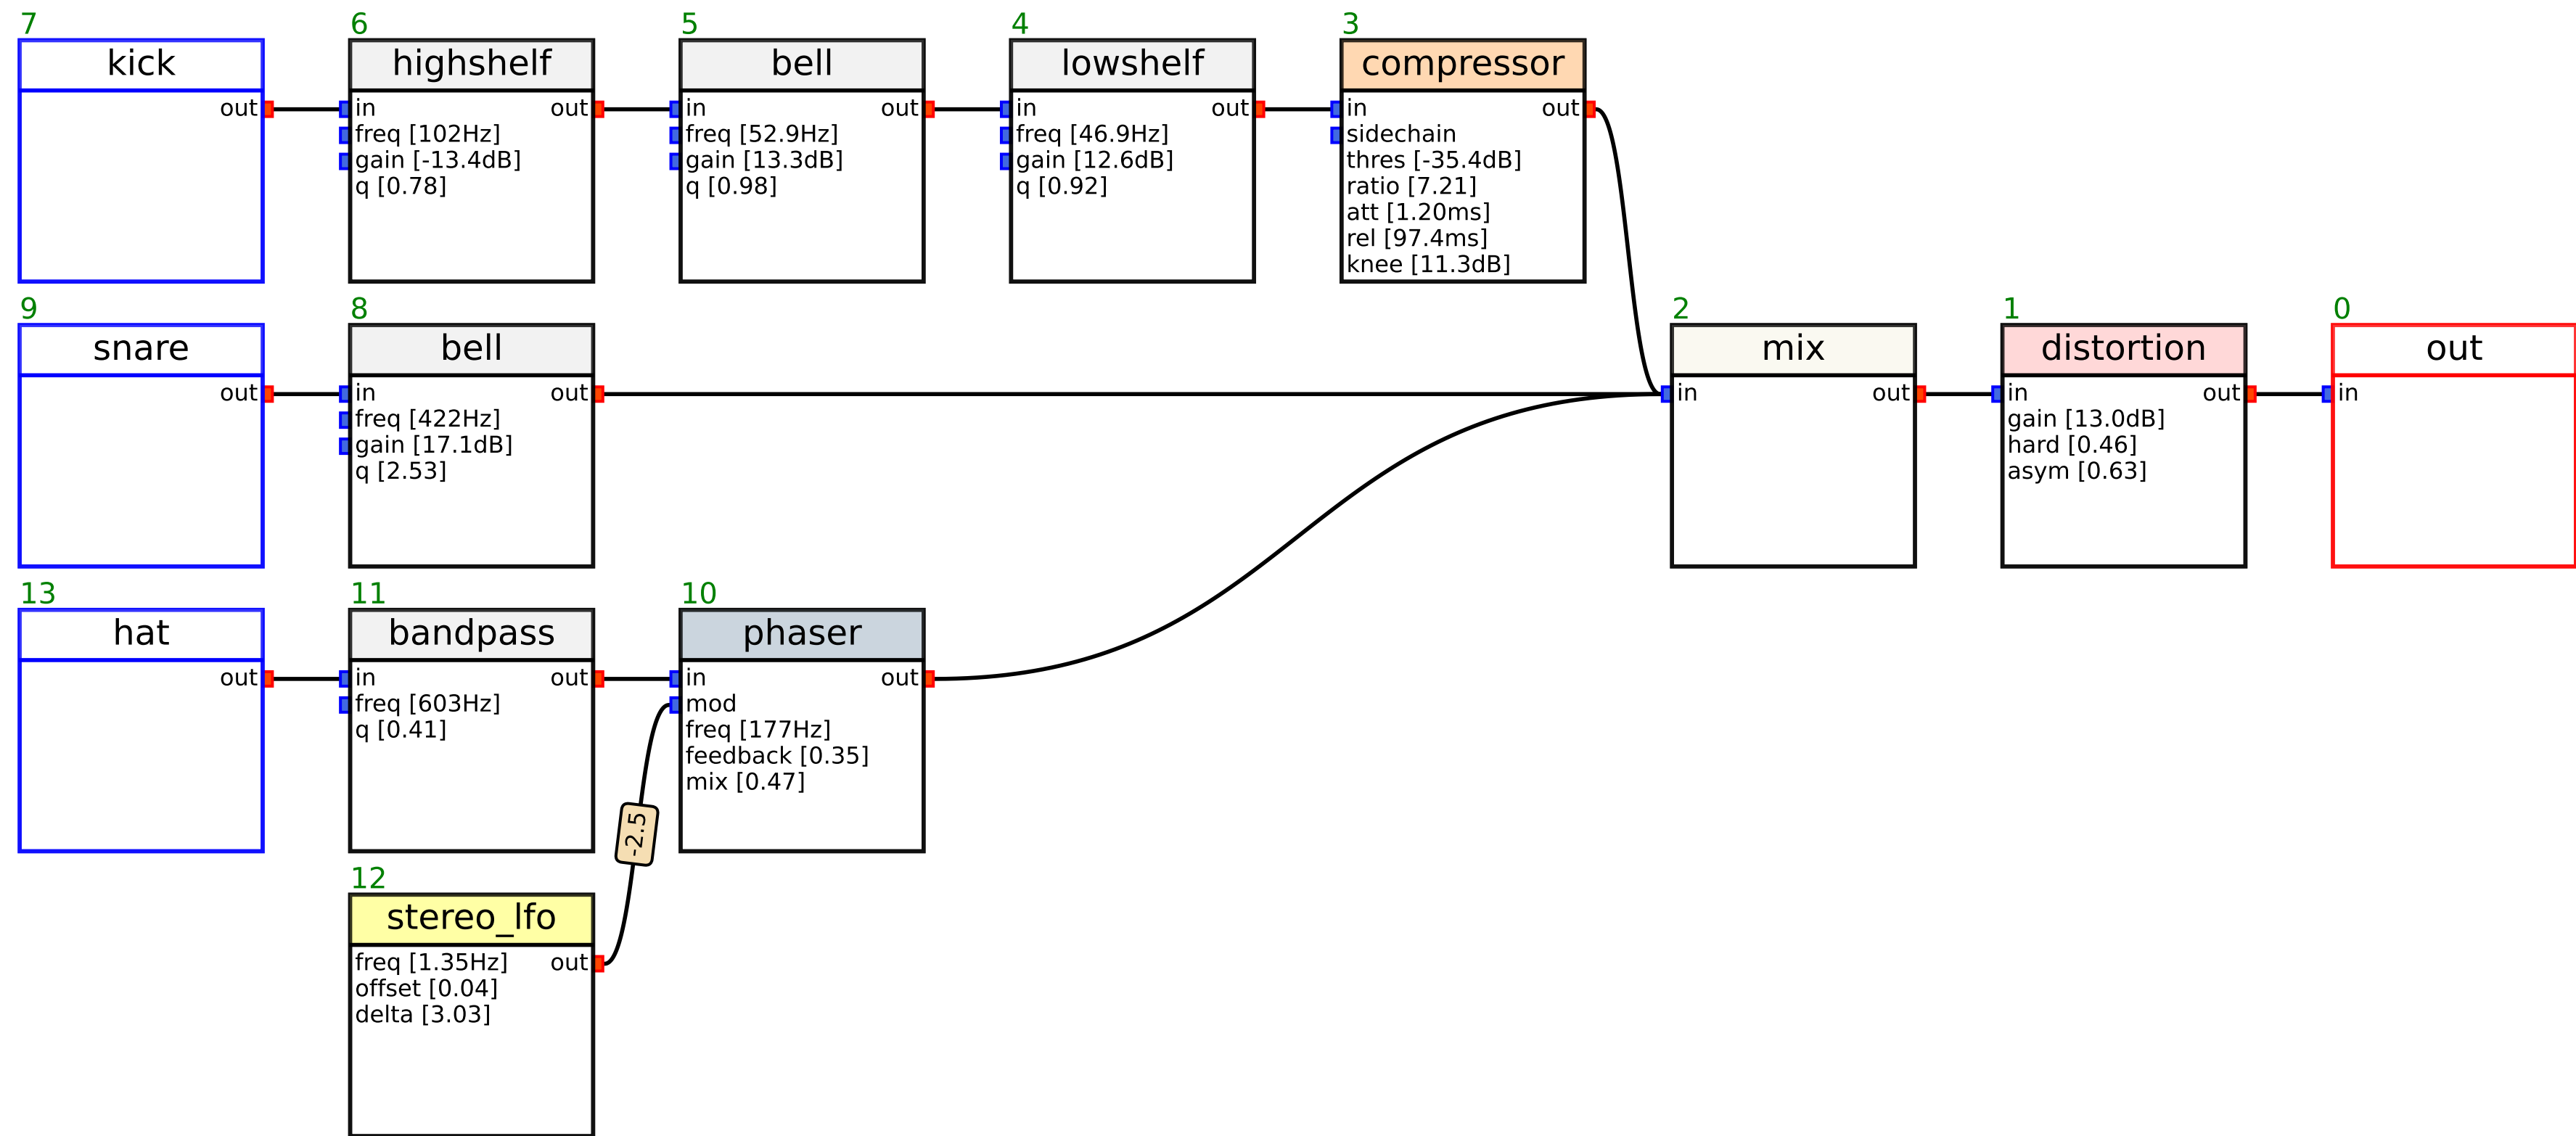 7
kick
out
6
highshelf
in out
freq [102Hz]
gain [-13.4dB]
q [0.78]
5
bell
in out
freq [52.9Hz]
gain [13.3dB]
q [0.98]
4
lowshelf
in out
freq [46.9Hz]
gain [12.6dB]
q [0.92]
3
compressor
in out
sidechain
thres [-35.4dB]
ratio [7.21]
att [1.20ms]
rel [97.4ms]
knee [11.3dB]
9
snare
out
8
bell
in out
freq [422Hz]
gain [17.1dB]
q [2.53]
2
mix
in out
1
distortion
in out
gain [13.0dB]
hard [0.46]
asym [0.63]
0
out
in
13
hat
out
11
bandpass
in out
freq [603Hz]
q [0.41]
10
phaser
in out
mod
freq [177Hz]
feedback [0.35]
mix [0.47]
-2.5
12
stereo_lfo
freq [1.35Hz] out
offset [0.04]
delta [3.03]